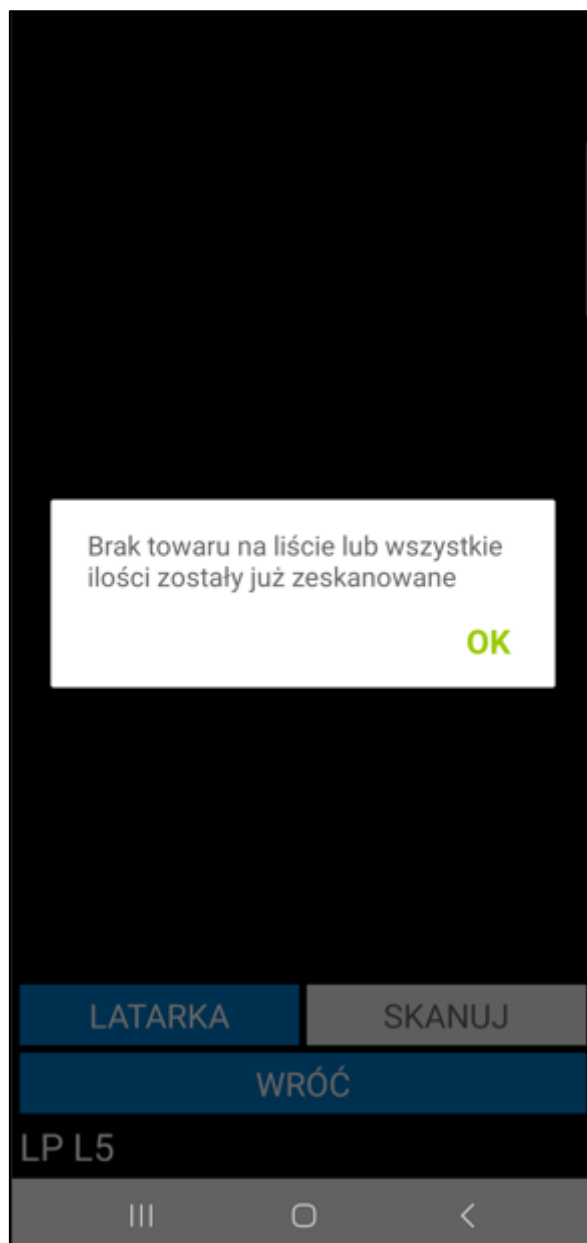 Brak towaru na liście lub wszystkie
ilości zostały już zeskanowane
OK
LATARKA
SKANUJ
WRÓĆ
LP L5